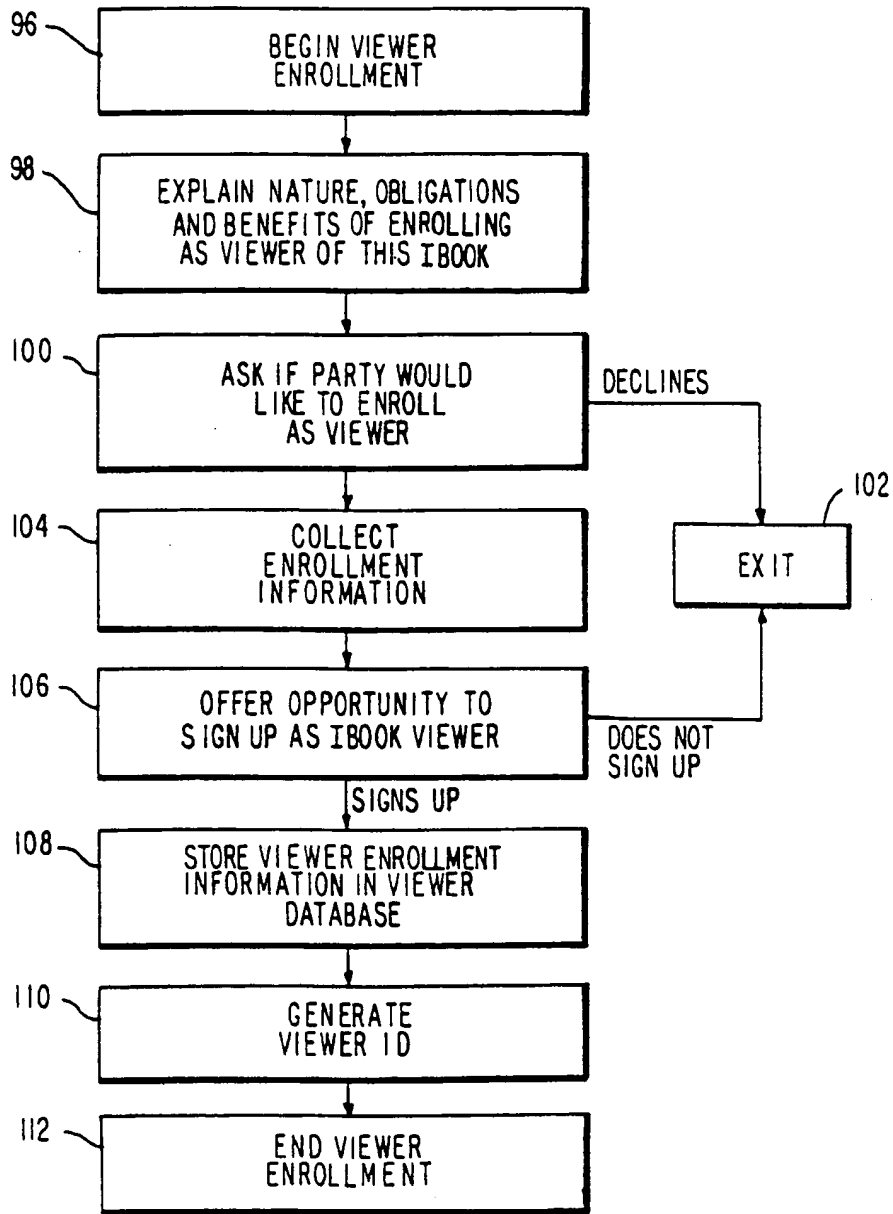 96
BEGIN VIEWER
ENROLLMENT
98
EXPLAIN NATURE, OBLIGATIONS
AND BENEFITS OF ENROLLING
AS VIEWER OF THIS IBOOK
100
ASK IF PARTY WOULD
LIKE TO ENROLL
AS VIEWER
DECLINES
102
EXIT
104
COLLECT
ENROLLMENT
INFORMATION
106
OFFER OPPORTUNITY TO
SIGN UP AS IBOOK VIEWER
DOES NOT
SIGN UP
SIGNS UP
108
STORE VIEWER ENROLLMENT
INFORMATION IN VIEWER
DATABASE
110
GENERATE
VIEWER ID
112
END VIEWER
ENROLLMENT